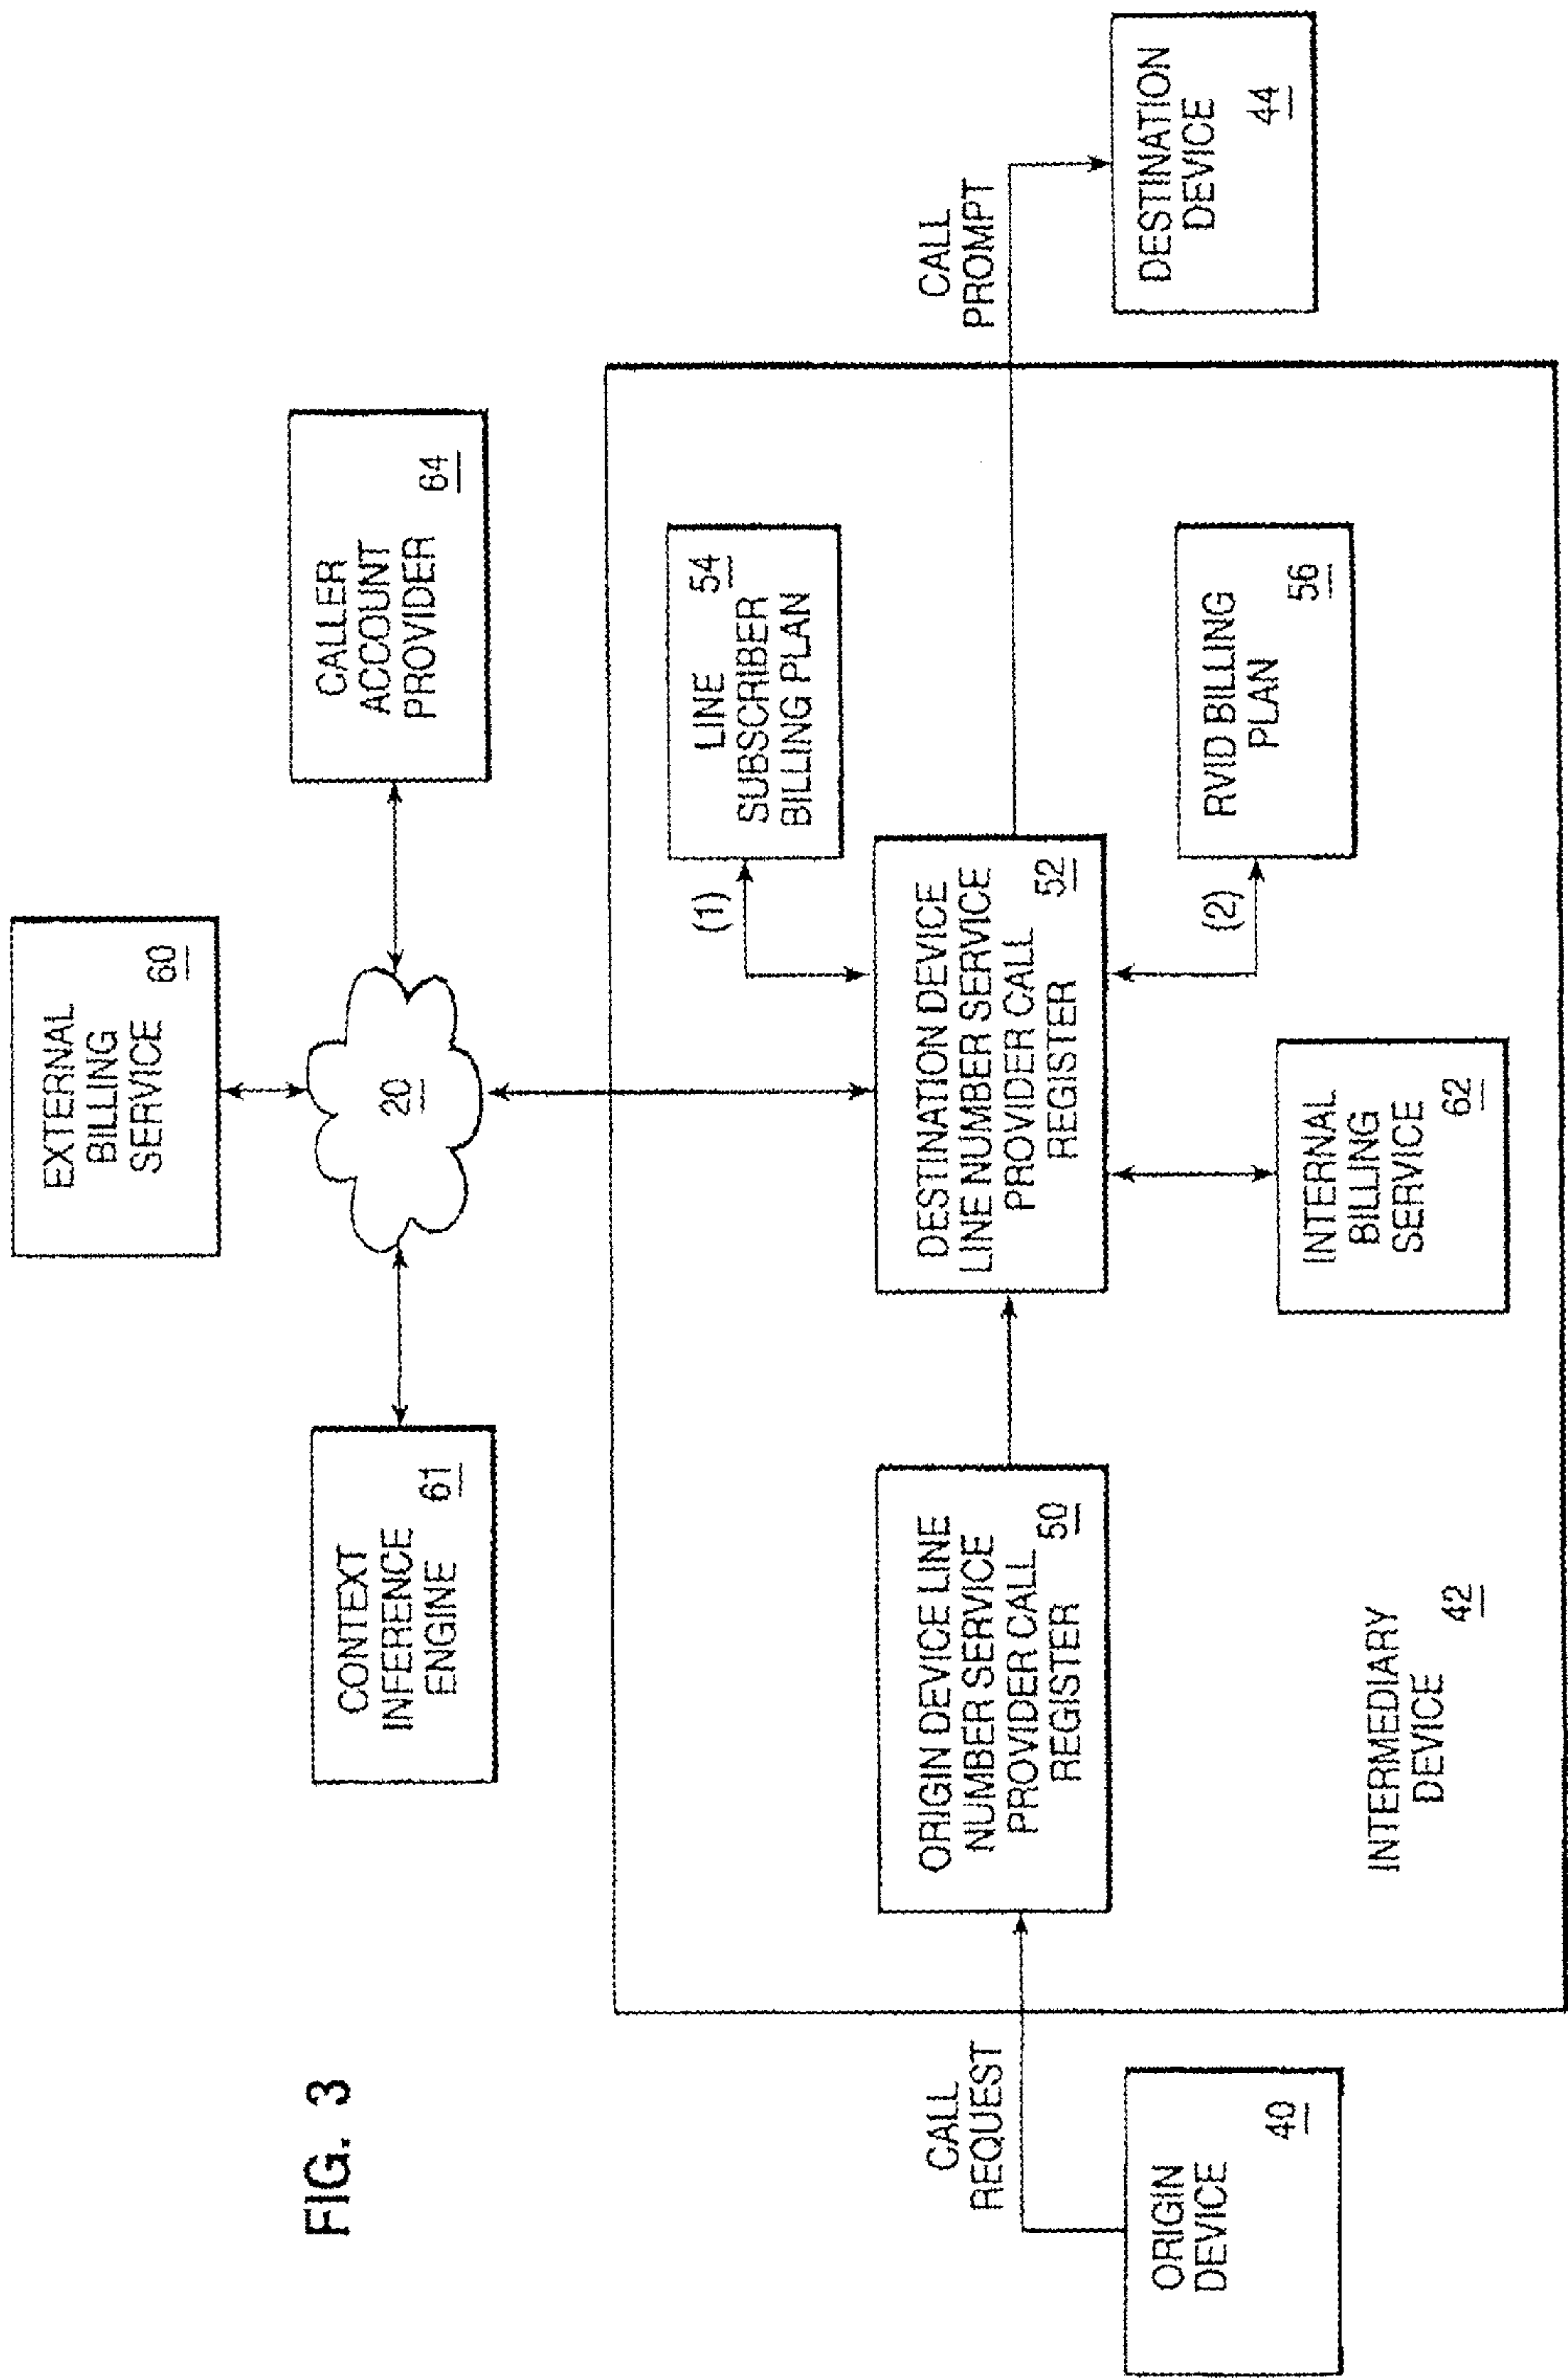 FIG. 3
EXTERNAL
BILLING
SERVICE
60
CONTEXT
INFERENCE
ENGINE
61
20
CALLER
ACCOUNT
PROVIDER
64
LINE
54
SUBSCRIBER
BILLING PLAN
(1)
CALL
REQUEST
ORIGIN DEVICE LINE
NUMBER SERVICE
PROVIDER CALL
REGISTER
50
DESTINATION DEVICE
LINE NUMBER SERVICE
PROVIDER CALL
REGISTER
52
CALL
PROMPT
ORIGIN
DEVICE
40
(2)
RVID BILLING
PLAN
56
DESTINATION
DEVICE
44
INTERMEDIARY
DEVICE
42
INTERNAL
BILLING
SERVICE
62